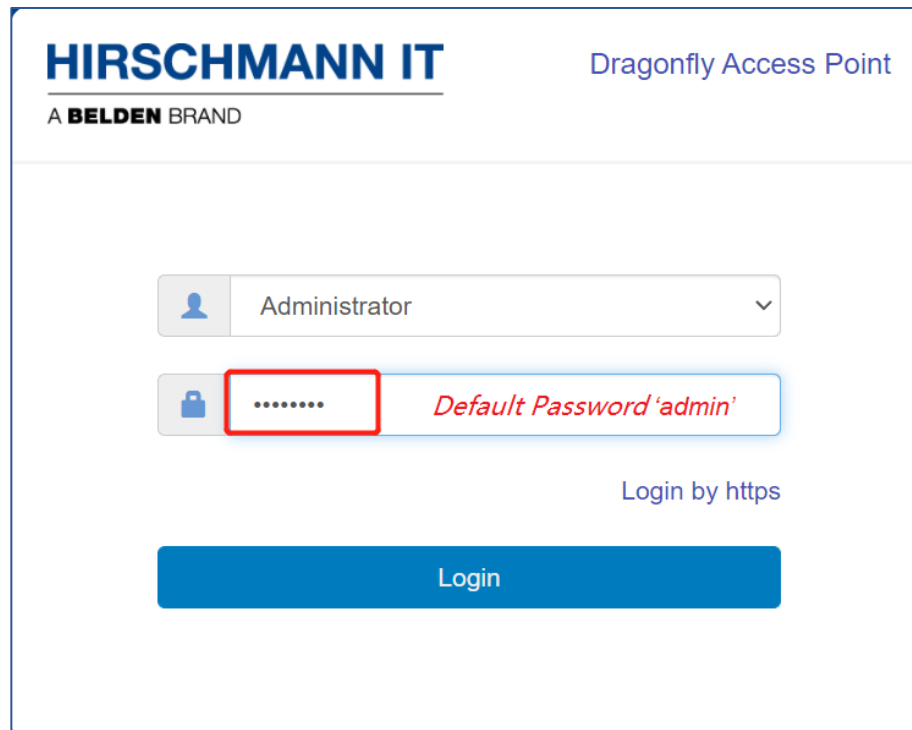 HIRSCHMANN IT
Dragonfly Access Point
A BELDEN BRAND
Administrator
•••••••• Default Password ‘admin’
Login by https
Login